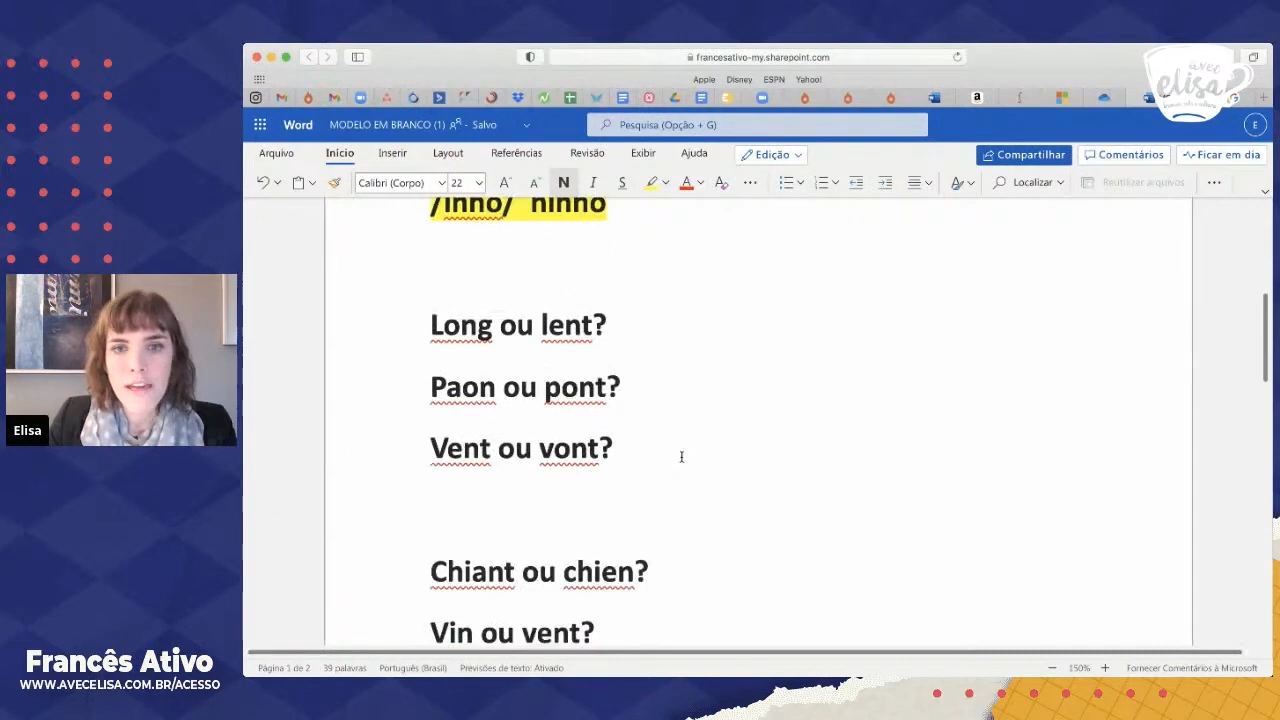 francesativo-my.sharepoint.com
Apple Disney ESPN Yahoo!
avec
elisa
Word MODELO EM BRANCO (1) - Salvo
Pesquisa (Opção + G)
E
Arquivo Início Inserir Layout Referências Revisão Exibir Ajuda Edição Compartilhar Comentários Ficar em dia
Calibri (Corpo) 22 N I S Localizar Reutilizar arquivos
/inho/ ninho
Long ou lent?
Paon ou pont?
Vent ou vont?
Chiant ou chien?
Vin ou vent?
Elisa
Francês Ativo
WWW.AVECELISA.COM.BR/ACESSO
Página 1 de 2 39 palavras Português (Brasil) Previsões de texto: Ativado 150% Fornecer Comentários à Microsoft